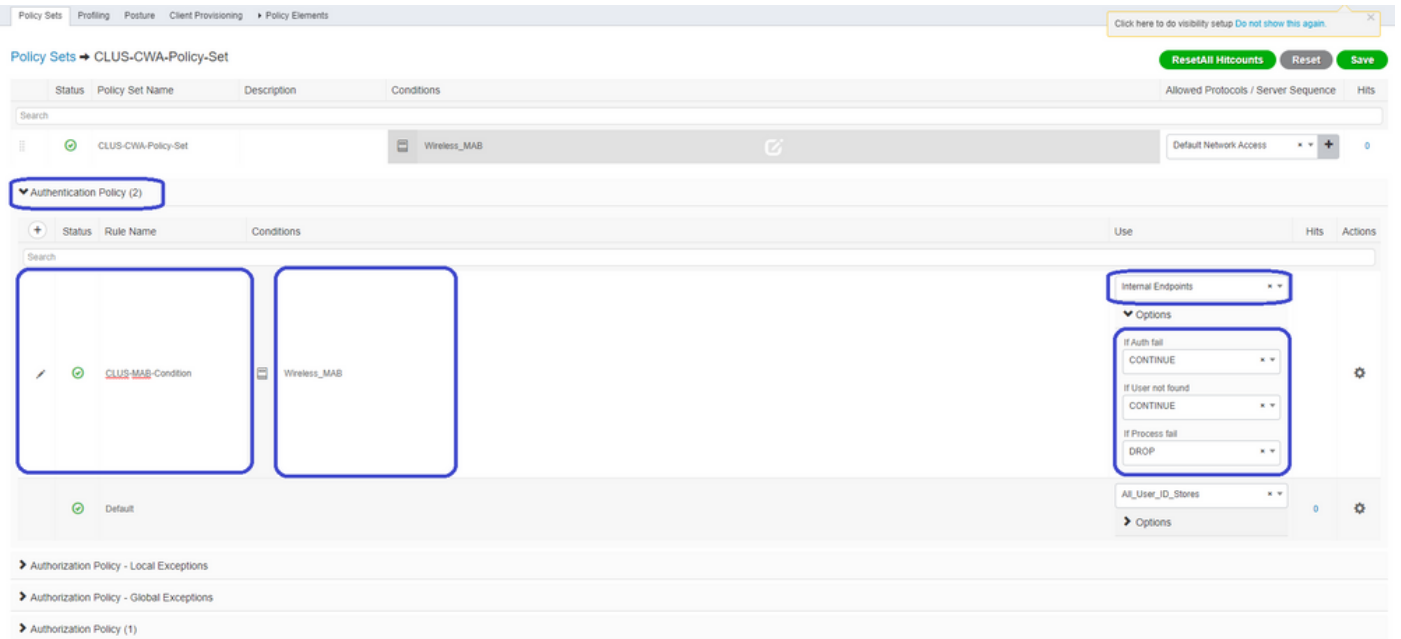 Policy Sets Profiling Posture Client Provisioning Policy Elements
Click here to do visibility setup Do not show this again.
Policy Sets → CLUS-CWA-Policy-Set
ResetAll Hitcounts Reset Save
Status Policy Set Name Description Conditions Allowed Protocols / Server Sequence Hits
Search
CLUS-CWA-Policy-Set Wireless_MAB Default Network Access 0
Authentication Policy (2)
Status Rule Name Conditions Use Hits Actions
Search
Internal Endpoints
Options
If Auth fail
CONTINUE
CLUS-MAB-Condition Wireless_MAB
If User not found
CONTINUE
If Process fail
DROP
All_User_ID_Stores
Default 0
Options
Authorization Policy - Local Exceptions
Authorization Policy - Global Exceptions
Authorization Policy (1)